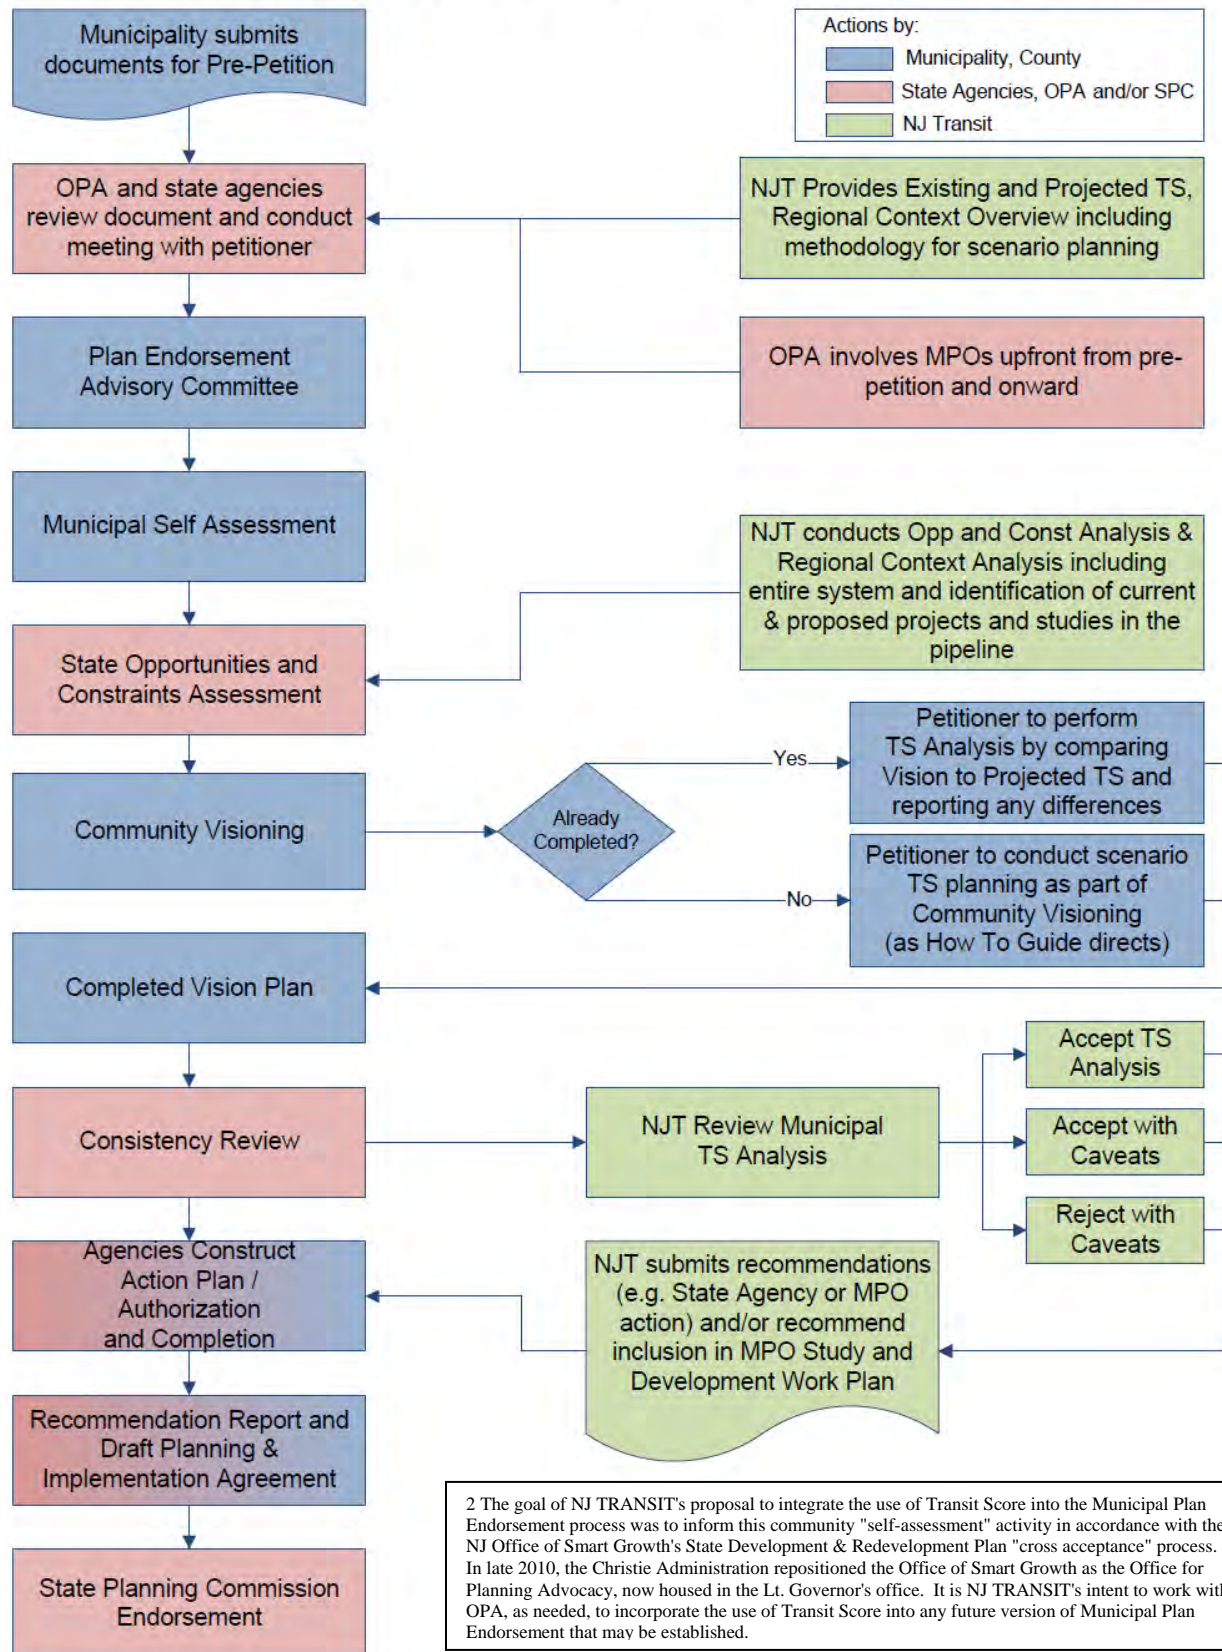 Municipality submits
documents for Pre-Petition
Actions by:
Municipality, County
State Agencies, OPA and/or SPC
NJ Transit
OPA and state agencies
review document and conduct
meeting with petitioner
NJT Provides Existing and Projected TS,
Regional Context Overview including
methodology for scenario planning
Plan Endorsement
Advisory Committee
OPA involves MPOs upfront from pre-
petition and onward
Municipal Self Assessment
NJT conducts Opp and Const Analysis &
Regional Context Analysis including
entire system and identification of current
& proposed projects and studies in the
pipeline
State Opportunities and
Constraints Assessment
Community Visioning
Already
Completed?
Yes
Petitioner to perform
TS Analysis by comparing
Vision to Projected TS and
reporting any differences
No
Petitioner to conduct scenario
TS planning as part of
Community Visioning
(as How To Guide directs)
Completed Vision Plan
Consistency Review
NJT Review Municipal
TS Analysis
Accept TS
Analysis
Accept with
Caveats
Reject with
Caveats
Agencies Construct
Action Plan /
Authorization
and Completion
NJT submits recommendations
(e.g. State Agency or MPO
action) and/or recommend
inclusion in MPO Study and
Development Work Plan
Recommendation Report and
Draft Planning &
Implementation Agreement
State Planning Commission
Endorsement
2 The goal of NJ TRANSIT's proposal to integrate the use of Transit Score into the Municipal Plan
Endorsement process was to inform this community "self-assessment" activity in accordance with the
NJ Office of Smart Growth's State Development & Redevelopment Plan "cross acceptance" process.
In late 2010, the Christie Administration repositioned the Office of Smart Growth as the Office for
Planning Advocacy, now housed in the Lt. Governor's office. It is NJ TRANSIT's intent to work with
OPA, as needed, to incorporate the use of Transit Score into any future version of Municipal Plan
Endorsement that may be established.